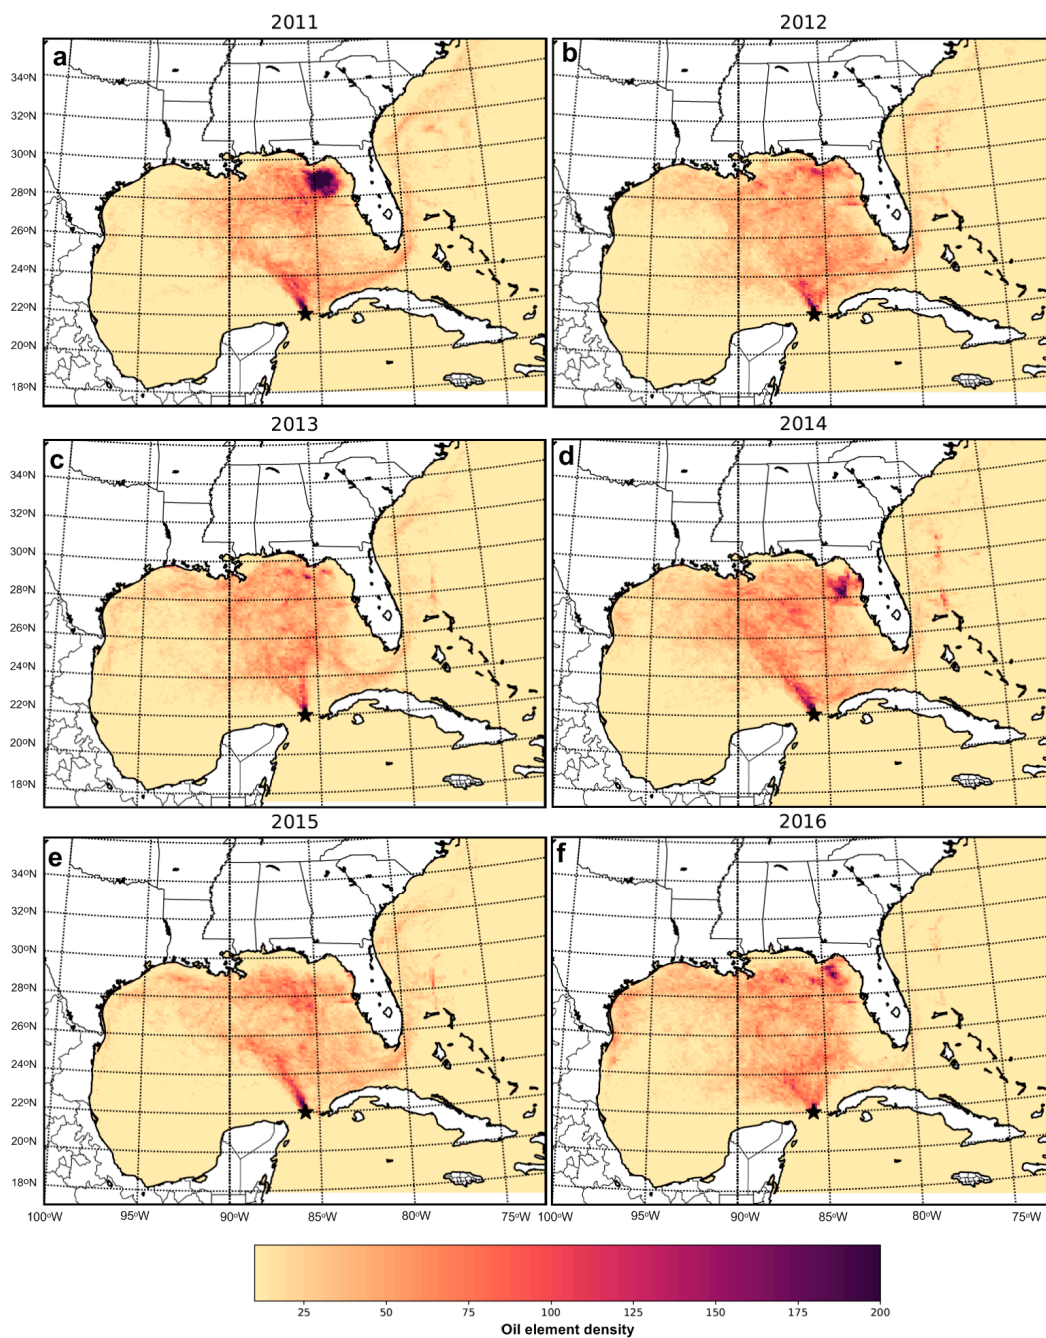 2011 2012
a b
34ᵒN
32ᵒN
30ᵒN
28ᵒN
26ᵒN
24ᵒN
22ᵒN
20ᵒN
18ᵒN
2013 2014
c d
34ᵒN
32ᵒN
30ᵒN
28ᵒN
26ᵒN
24ᵒN
22ᵒN
20ᵒN
18ᵒN
2015 2016
e f
34ᵒN
32ᵒN
30ᵒN
28ᵒN
26ᵒN
24ᵒN
22ᵒN
20ᵒN
18ᵒN
100ᵒW 95ᵒW 90ᵒW 85ᵒW 80ᵒW 75ᵒW 100ᵒW 95ᵒW 90ᵒW 85ᵒW 80ᵒW 75ᵒW
25 50 75 100 125 150 175 200
Oil element density